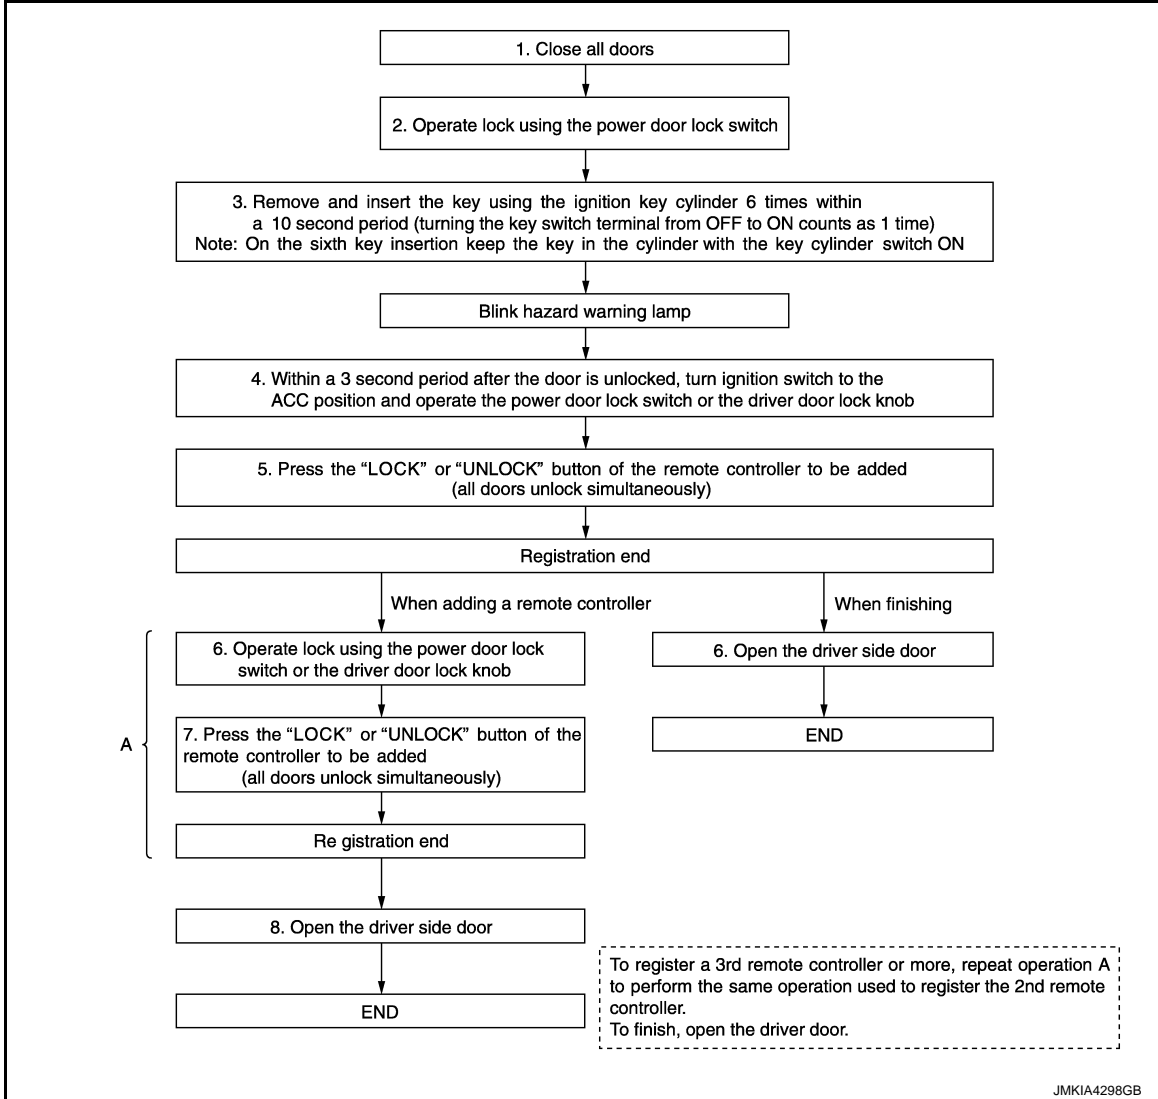 1. Close all doors
2. Operate lock using the power door lock switch
3. Remove and insert the key using the ignition key cylinder 6 times within
a 10 second period (turning the key switch terminal from OFF to ON counts as 1 time)
Note: On the sixth key insertion keep the key in the cylinder with the key cylinder switch ON
Blink hazard warning lamp
4. Within a 3 second period after the door is unlocked, turn ignition switch to the
ACC position and operate the power door lock switch or the driver door lock knob
5. Press the “LOCK” or “UNLOCK” button of the remote controller to be added
(all doors unlock simultaneously)
Registration end
When adding a remote controller
When finishing
6. Operate lock using the power door lock
switch or the driver door lock knob
6. Open the driver side door
A
7. Press the “LOCK” or “UNLOCK” button of the
remote controller to be added
(all doors unlock simultaneously)
END
Re gistration end
8. Open the driver side door
END
To register a 3rd remote controller or more, repeat operation A
to perform the same operation used to register the 2nd remote
controller.
To finish, open the driver door.
JMKIA4298GB